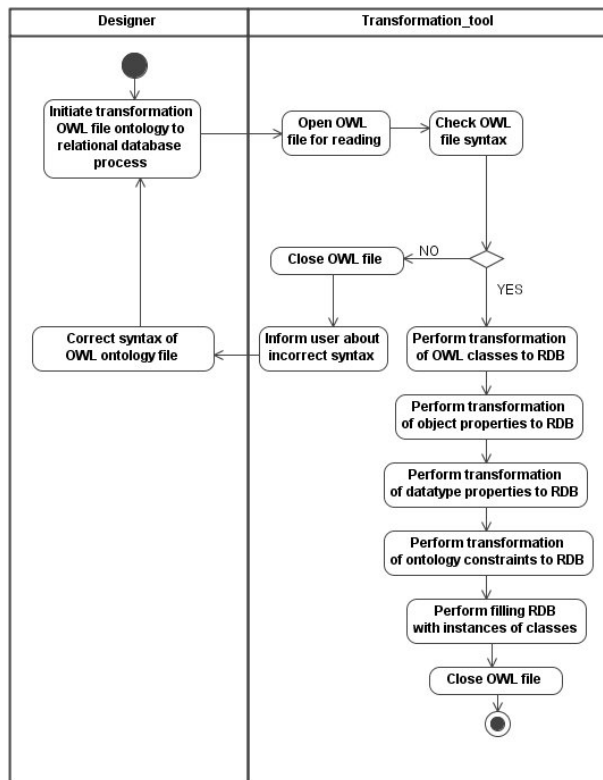 Designer
Transformation_tool
Initiate transformation
OWL file ontology to
relational database
process
Open OWL
file for reading
Check OWL
file syntax
NO
Close OWL file
YES
Correct syntax of
OWL ontology file
Inform user about
incorrect syntax
Perform transformation
of OWL classes to RDB
Perform transformation
of object properties to RDB
Perform transformation
of datatype properties to RDB
Perform transformation
of ontology constraints to RDB
Perform filling RDB
with instances of classes
Close OWL file